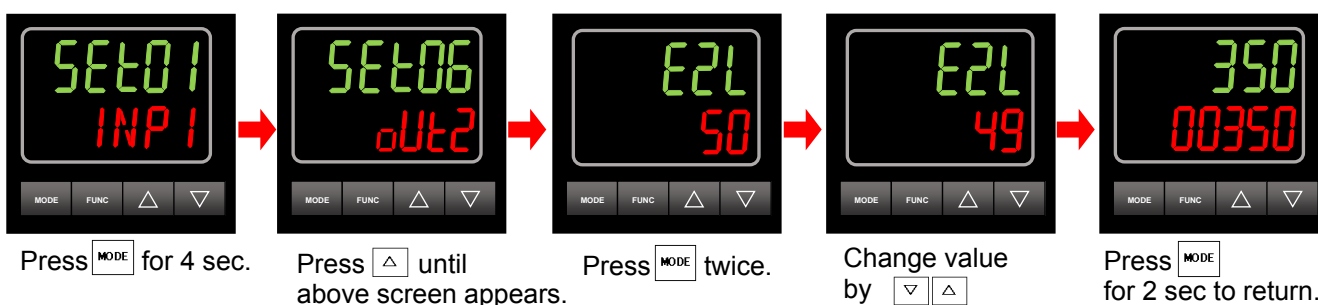 SEt01
INP1
MODE FUNC
SEt06
oUt2
MODE FUNC
E2L
50
MODE FUNC
E2L
49
MODE FUNC
350
00350
MODE FUNC
Press MODE for 4 sec.
Press △ until
above screen appears.
Press MODE twice.
Change value
by ▽ △
Press MODE
for 2 sec to return.